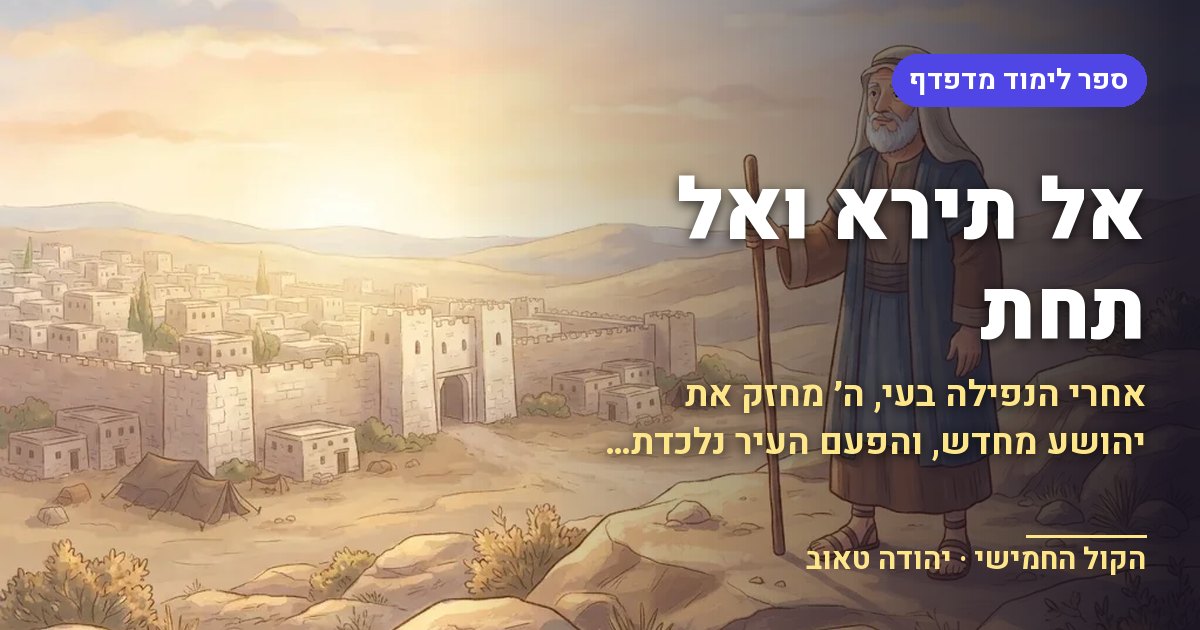 ספר לימוד מדפדף
אל תירא ואל
תחת
אחרי הנפילה בעי, ה׳ מחזק את
יהושע מחדש, והפעם העיר נלכדת...
הקול החמישי · יהודה טאוב